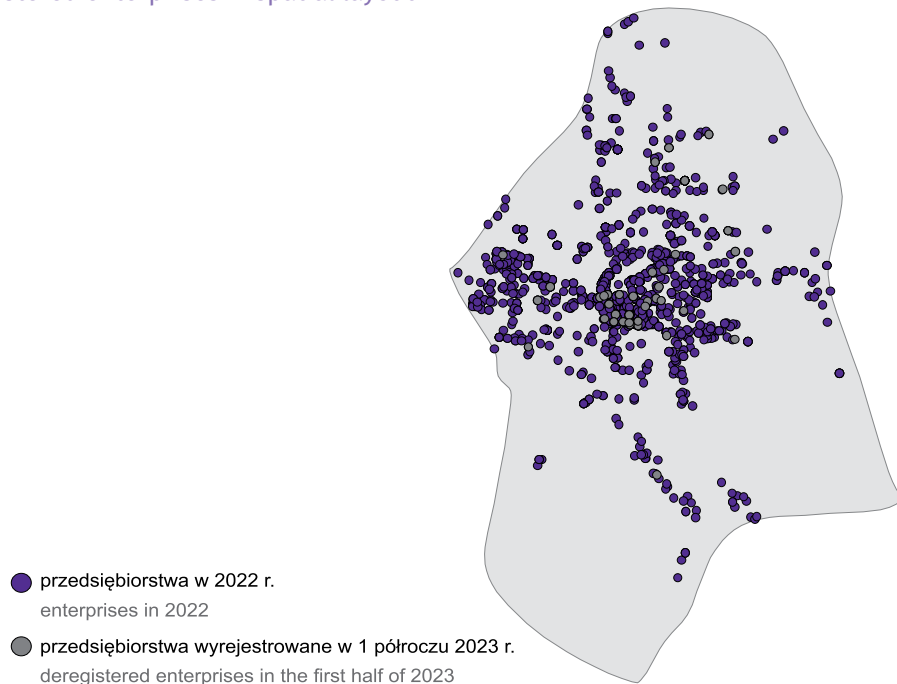 przedsiębiorstwa w 2022 r.
enterprises in 2022
przedsiębiorstwa wyrejestrowane w 1 półroczu 2023 r.
deregistered enterprises in the first half of 2023